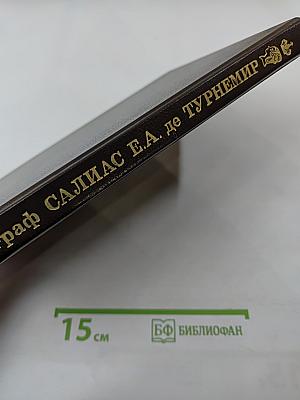 граф САЛИАС Е.А. де ТУРНЕМИР
15 см
БФ БИБЛИОФАН